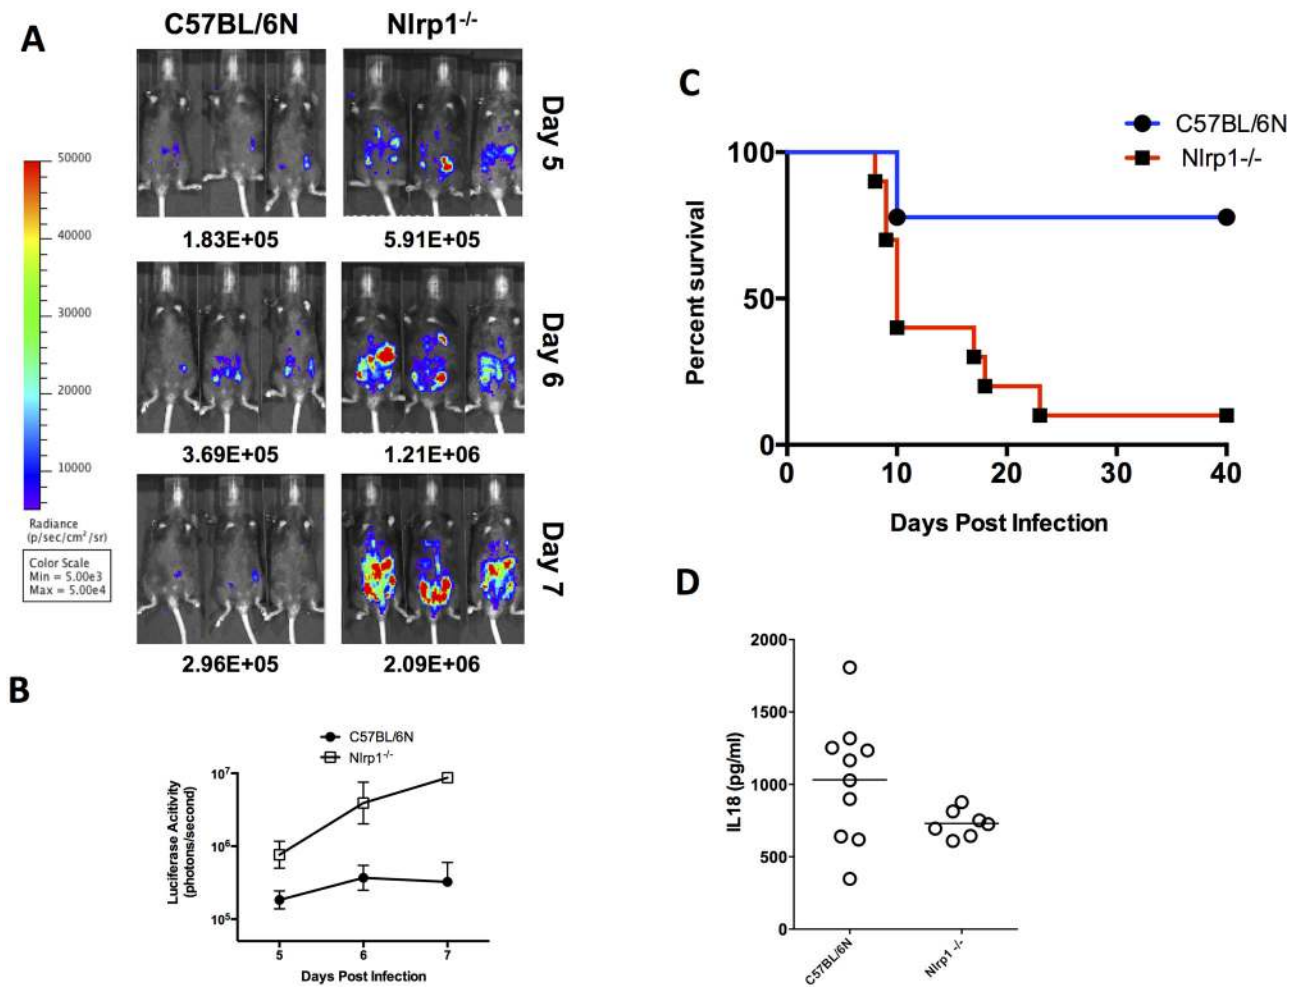 A
C57BL/6N
Nlrp1-/-
Day 5
50000
40000
30000
20000
10000
Radiance
(p/sec/cm²/sr)
Color Scale
Min = 5.00e3
Max = 5.00e4
1.83E+05
5.91E+05
Day 6
3.69E+05
1.21E+06
Day 7
2.96E+05
2.09E+06
B
C57BL/6N
Nlrp1-/-
Luciferase Acitivity
(photons/second)
10⁷
10⁶
10⁵
5 6 7
Days Post Infection
C
C57BL/6N
Nlrp1-/-
Percent survival
100
50
0
0 10 20 30 40
Days Post Infection
D
IL18 (pg/ml)
2000
1500
1000
500
0
C57BL/6N
Nlrp1 -/-